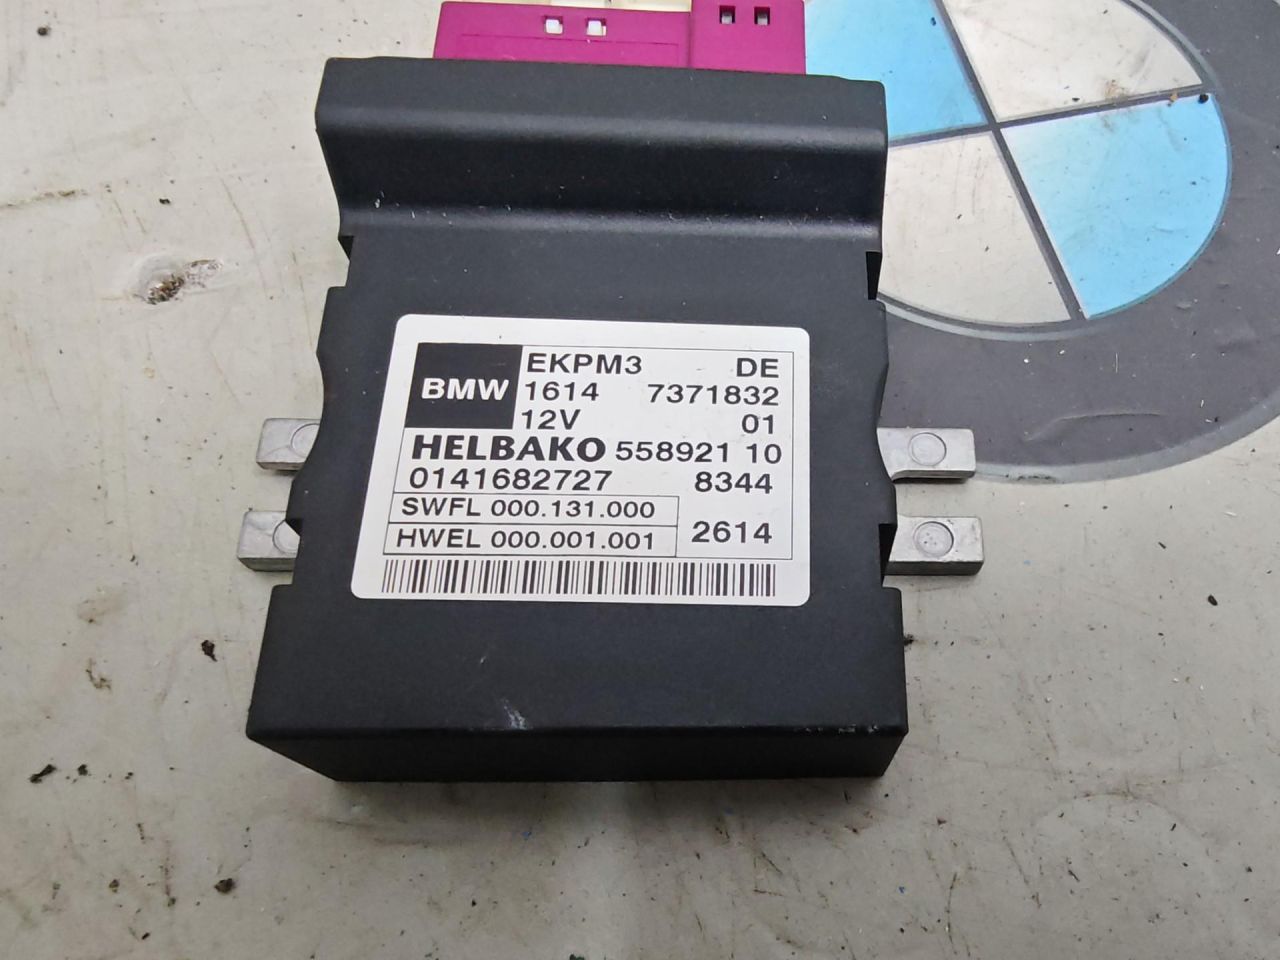 BMW
EKPM3 DE
1614 7371832
12V 01
HELBAKO 558921 10
0141682727 8344
SWFL 000.131.000
HWEL 000.001.001 2614